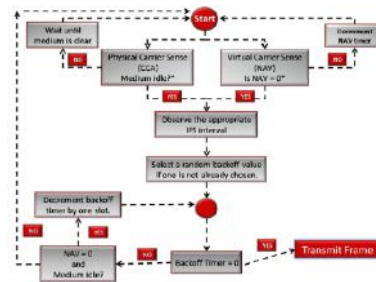 Start
Wait until
medium is clear
Physical Carrier Sense
(CCA)
Medium Idle?"
Virtual Carrier Sense
(NAV)
Is NAV = 0"
Decrement
NAV timer
NO
NO
YES
YES
Observe the appropriate
IFS interval
Select a random backoff value
if one is not already chosen.
Decrement backoff
timer by one slot.
NO
YES
NAV = 0
and
Medium Idle?
NO
Backoff Timer = 0
YES
Transmit Frame